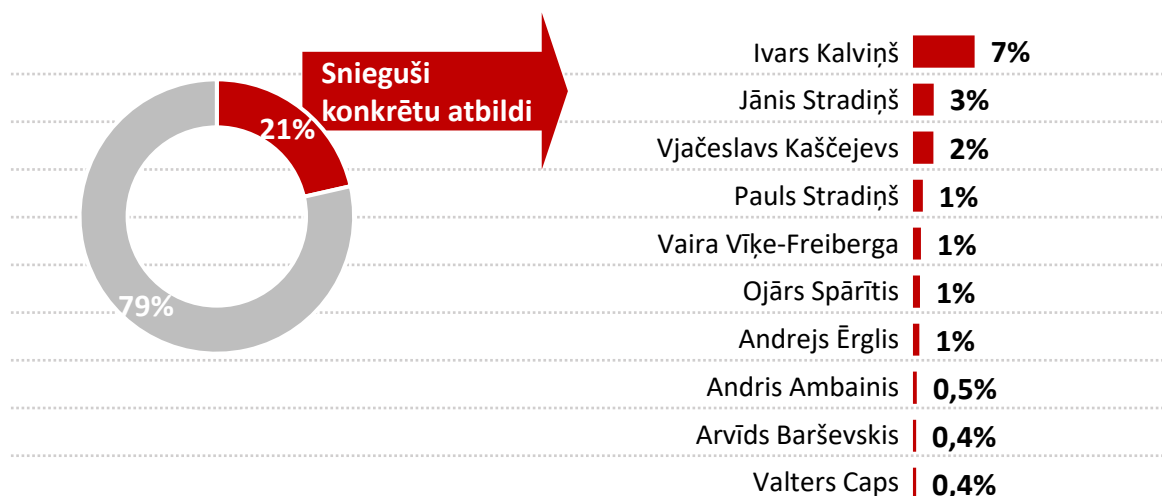 21%
79%
Snieguši
konkrētu atbildi
Ivars Kalviņš 7%
Jānis Stradiņš 3%
Vjačeslavs Kaščejevs 2%
Pauls Stradiņš 1%
Vaira Vīķe-Freiberga 1%
Ojārs Spārītis 1%
Andrejs Ērglis 1%
Andris Ambainis 0,5%
Arvīds Barševskis 0,4%
Valters Caps 0,4%